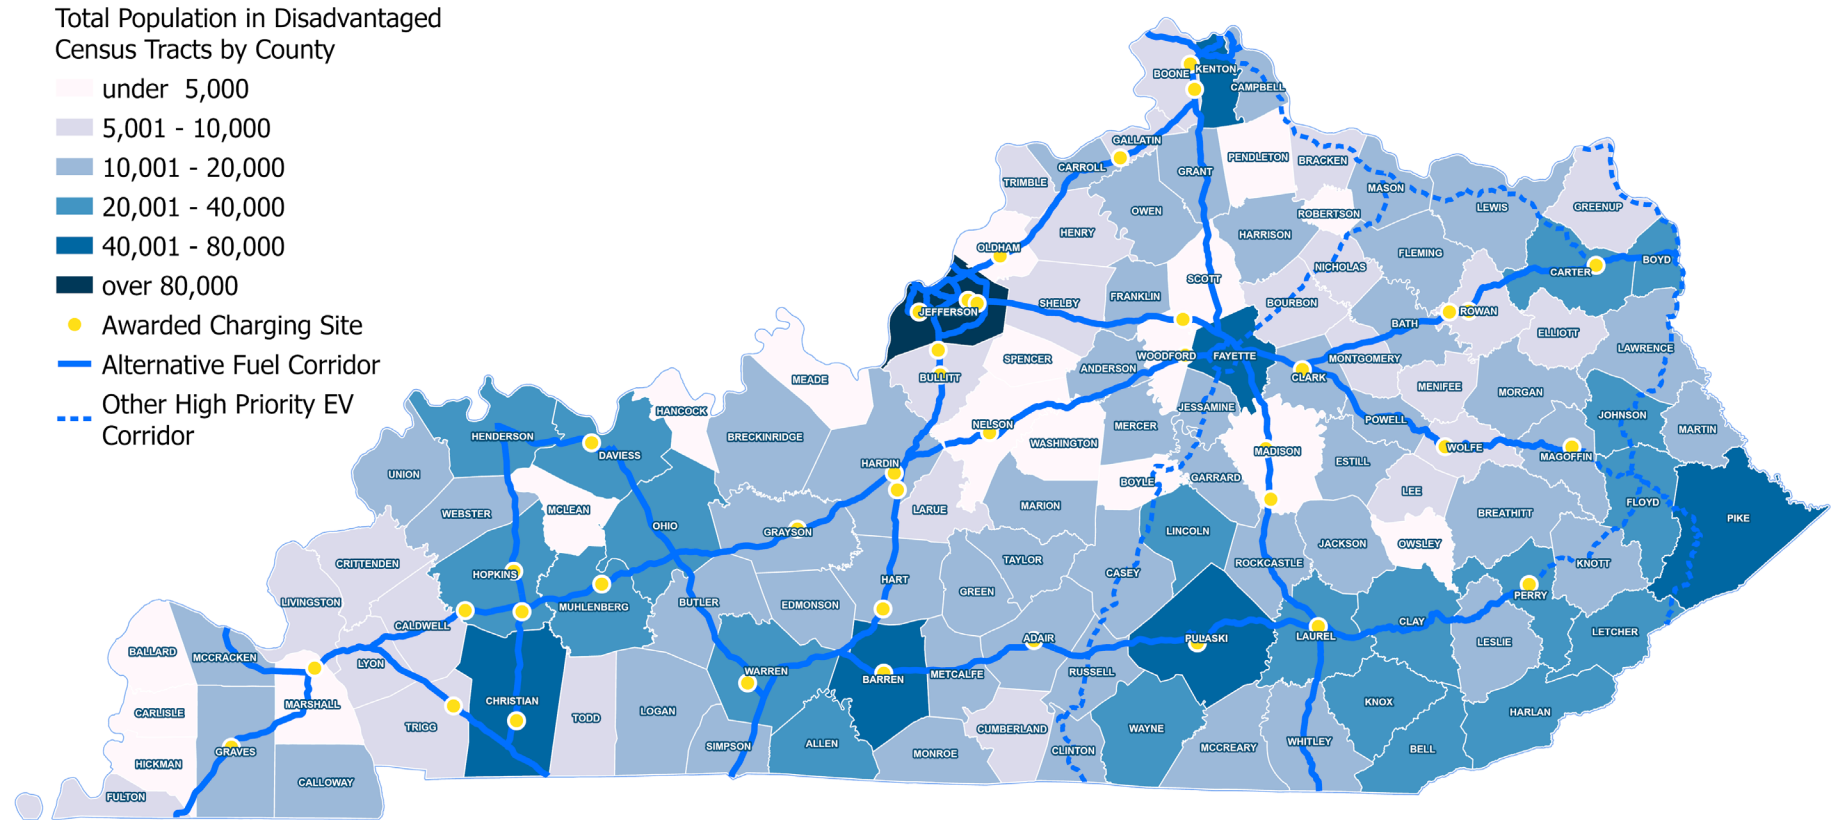 Total Population in Disadvantaged
Census Tracts by County
under 5,000
5,001 - 10,000
10,001 - 20,000
20,001 - 40,000
40,001 - 80,000
over 80,000
Awarded Charging Site
Alternative Fuel Corridor
Other High Priority EV
Corridor
BOONE
KENTON
CAMPBELL
GALLATIN
CARROLL
GRANT
PENDLETON
BRACKEN
TRIMBLE
MASON
OWEN
LEWIS
GREENUP
ROBERTSON
HENRY
HARRISON
OLDHAM
FLEMING
NICHOLAS
SCOTT
CARTER
BOYD
SHELBY
FRANKLIN
BOURBON
JEFFERSON
ROWAN
BATH
ELLIOTT
LAWRENCE
SPENCER
WOODFORD
FAYETTE
MONTGOMERY
ANDERSON
BULLITT
CLARK
MENIFEE
MEADE
MORGAN
JESSAMINE
HANCOCK
JOHNSON
POWELL
NELSON
MERCER
MARTIN
HENDERSON
BRECKINRIDGE
WASHINGTON
MADISON
WOLFE
DAVIESS
HARDIN
ESTILL
MAGOFFIN
UNION
BOYLE
GARRARD
LEE
FLOYD
MCLEAN
LARUE
MARION
WEBSTER
BREATHITT
PIKE
OHIO
GRAYSON
LINCOLN
JACKSON
OWSLEY
CRITTENDEN
TAYLOR
ROCKCASTLE
KNOTT
HOPKINS
HART
CASEY
GREEN
PERRY
LIVINGSTON
BUTLER
EDMONSON
MUHLENBERG
CALDWELL
CLAY
LETCHER
ADAIR
PULASKI
LAUREL
LESLIE
BALLARD
MCCRACKEN
LYON
WARREN
BARREN
METCALFE
RUSSELL
CHRISTIAN
MARSHALL
KNOX
CARLISLE
LOGAN
HARLAN
TODD
TRIGG
CUMBERLAND
WAYNE
ALLEN
WHITLEY
SIMPSON
MCCREARY
BELL
GRAVES
MONROE
CLINTON
HICKMAN
CALLOWAY
FULTON